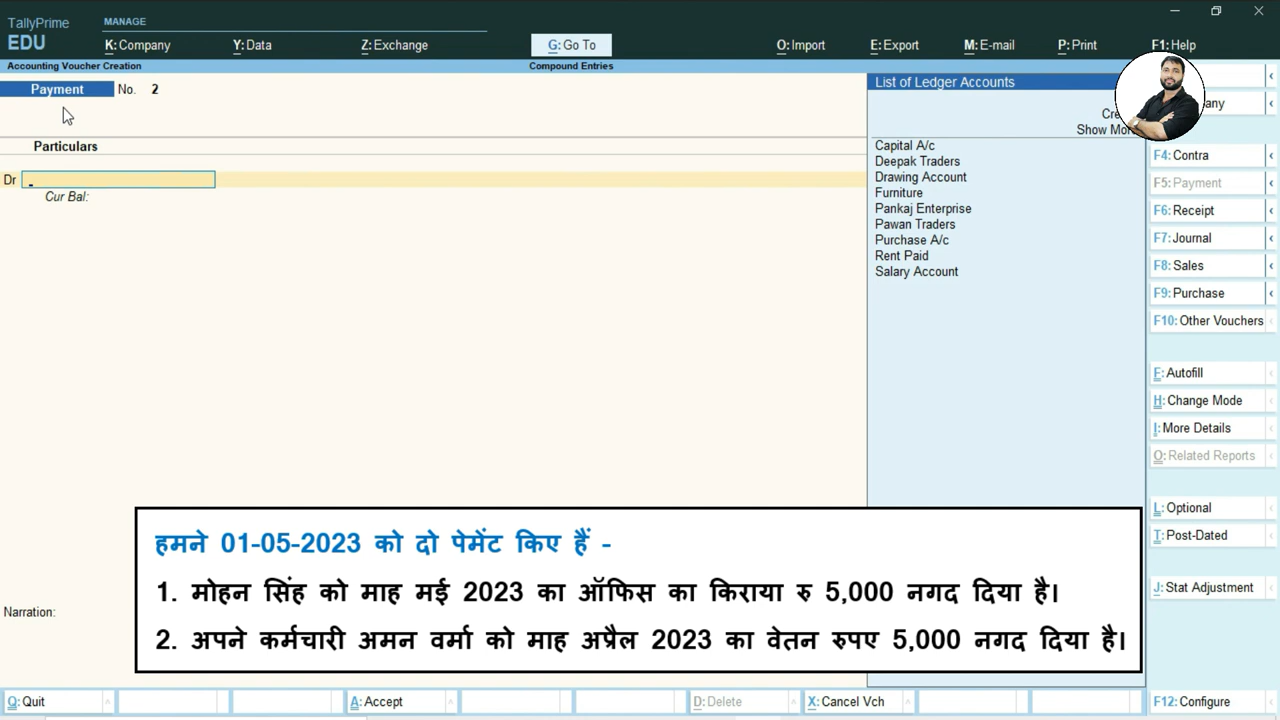 TallyPrime
EDU
MANAGE
K: Company
Y: Data
Z: Exchange
G: Go To
O: Import
E: Export
M: E-mail
P: Print
F1: Help
Accounting Voucher Creation
Compound Entries
Payment No. 2
Particulars
Dr
Cur Bal:
List of Ledger Accounts
Show More
Capital A/c
Deepak Traders
Drawing Account
Furniture
Pankaj Enterprise
Pawan Traders
Purchase A/c
Rent Paid
Salary Account
F4: Contra
F5: Payment
F6: Receipt
F7: Journal
F8: Sales
F9: Purchase
F10: Other Vouchers
F: Autofill
H: Change Mode
I: More Details
O: Related Reports
L: Optional
T: Post-Dated
J: Stat Adjustment
हमने 01-05-2023 को दो पेमेंट किए हैं -
1. मोहन सिंह को माह मई 2023 का ऑफिस का किराया रु 5,000 नगद दिया है।
2. अपने कर्मचारी अमन वर्मा को माह अप्रैल 2023 का वेतन रुपए 5,000 नगद दिया है।
Narration:
Q: Quit
A: Accept
D: Delete
X: Cancel Vch
F12: Configure